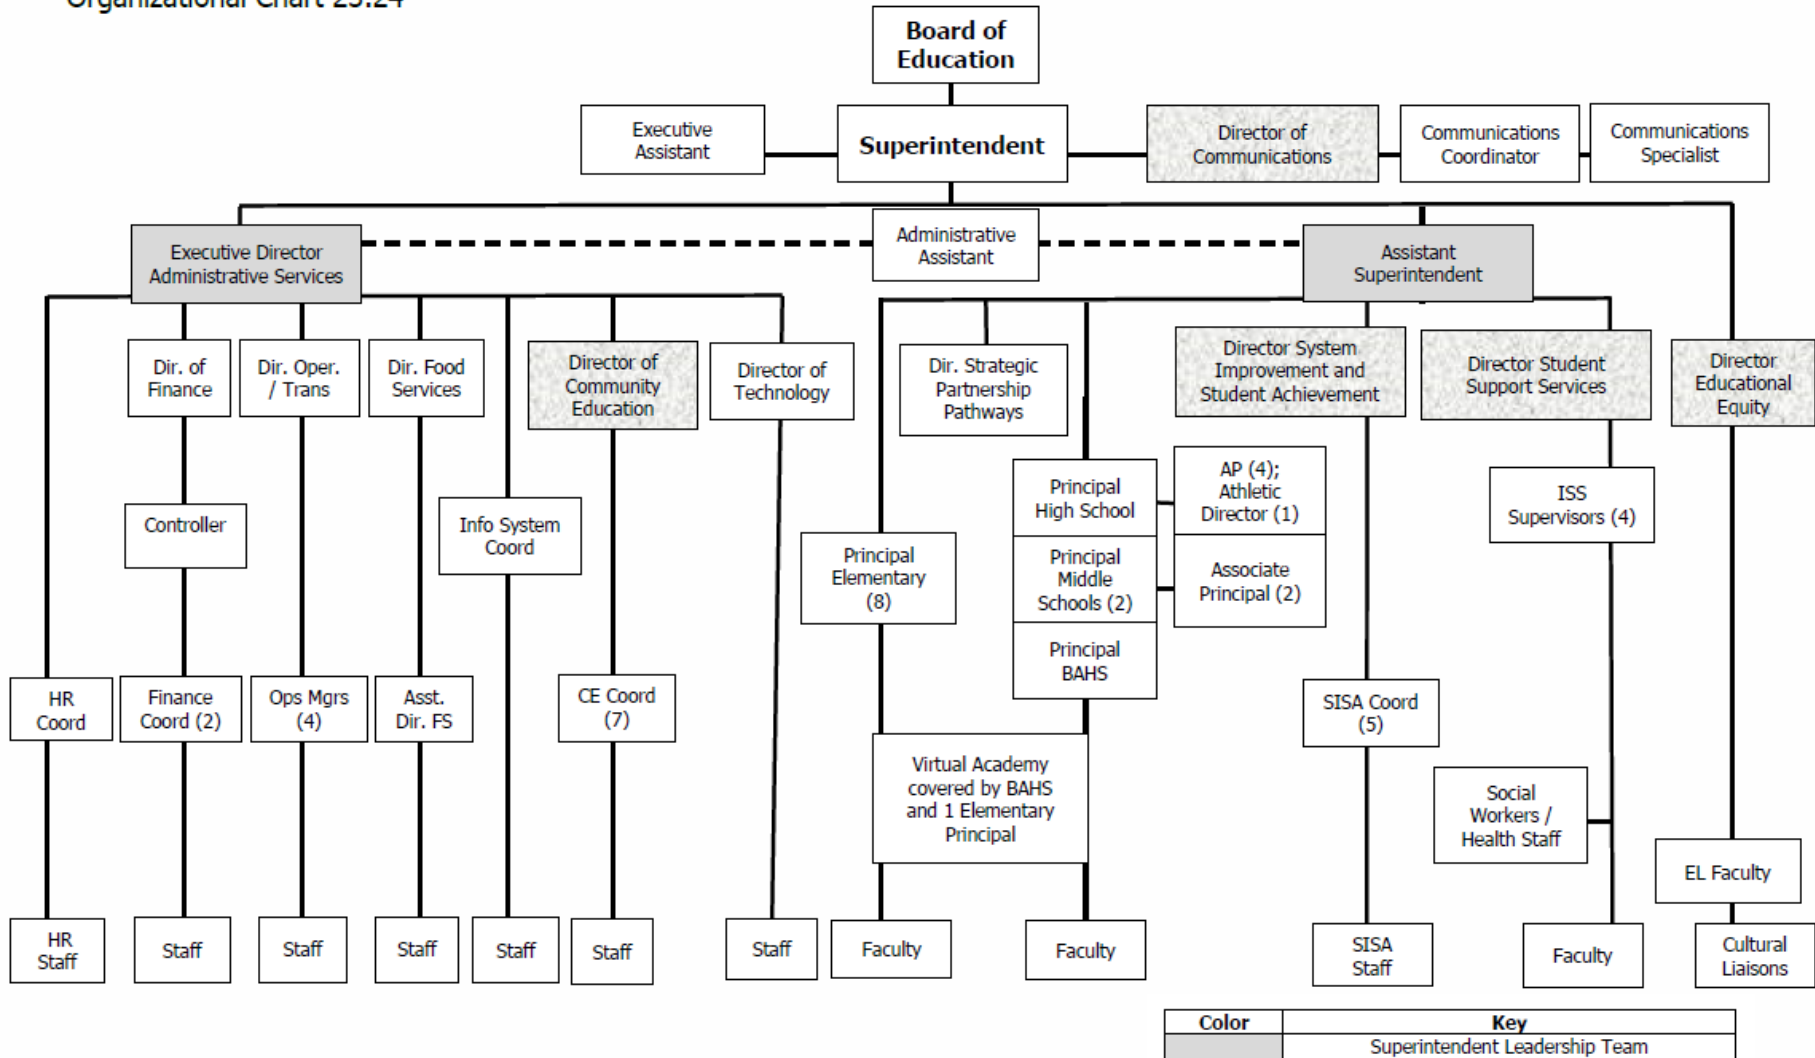 Organizational Chart 23.24
Board of
Education
Executive
Assistant
Superintendent
Director of
Communications
Communications
Coordinator
Communications
Specialist
Executive Director
Administrative Services
Administrative
Assistant
Assistant
Superintendent
Dir. of
Finance
Dir. Oper.
/ Trans
Dir. Food
Services
Director of
Community
Education
Director of
Technology
Dir. Strategic
Partnership
Pathways
Director System
Improvement and
Student Achievement
Director Student
Support Services
Director
Educational
Equity
Controller
Info System
Coord
Principal
Elementary
(8)
Principal
High School
AP (4);
Athletic
Director (1)
Principal
Middle
Schools (2)
Associate
Principal (2)
Principal
BAHS
ISS
Supervisors (4)
HR
Coord
Finance
Coord (2)
Ops Mgrs
(4)
Asst.
Dir. FS
CE Coord
(7)
SISA Coord
(5)
Virtual Academy
covered by BAHS
and 1 Elementary
Principal
Social
Workers /
Health Staff
EL Faculty
HR
Staff
Staff
Staff
Staff
Staff
Staff
Staff
Faculty
Faculty
SISA
Staff
Faculty
Cultural
Liaisons
Color Key
Superintendent Leadership Team